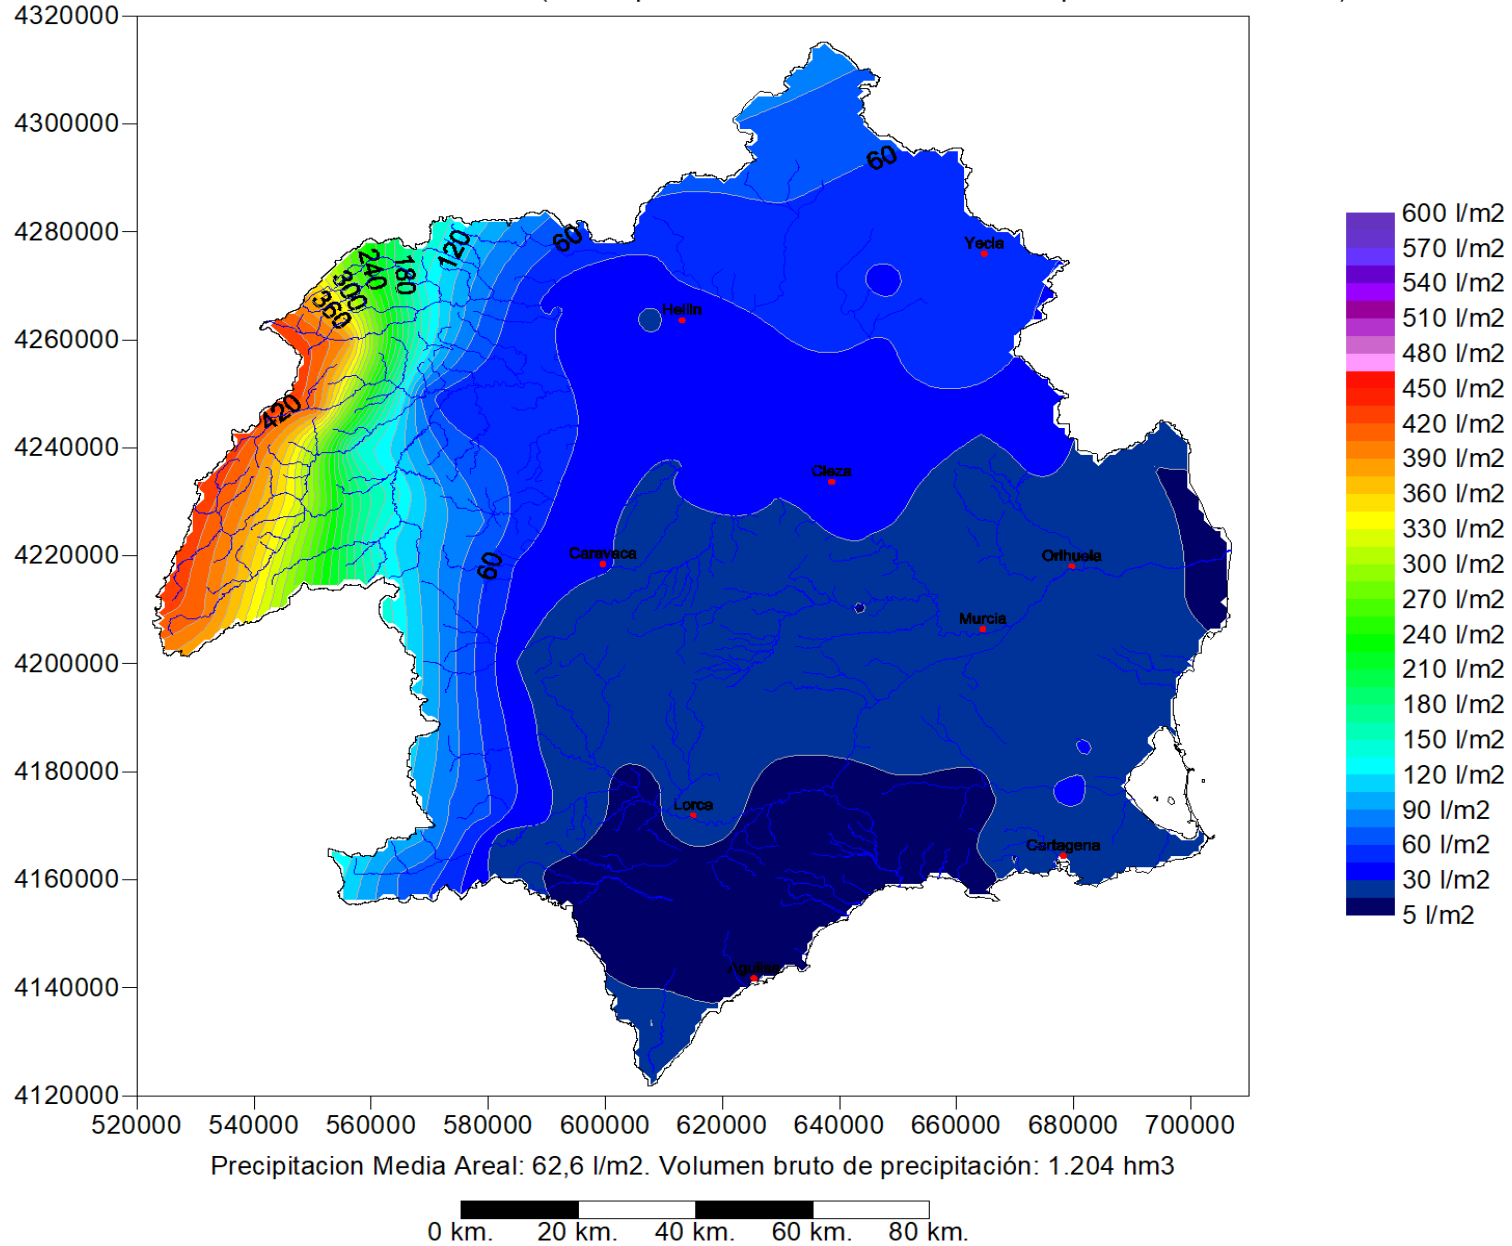 4320000
4300000
4280000
4260000
4240000
4220000
4200000
4180000
4160000
4140000
4120000
520000 540000 560000 580000 600000 620000 640000 660000 680000 700000
60
60
120
180
240
300
360
420
60
Yecla
Hellin
Cieza
Caravaca
Orihuela
Murcia
Lorca
Cartagena
Aguilas
600 l/m2
570 l/m2
540 l/m2
510 l/m2
480 l/m2
450 l/m2
420 l/m2
390 l/m2
360 l/m2
330 l/m2
300 l/m2
270 l/m2
240 l/m2
210 l/m2
180 l/m2
150 l/m2
120 l/m2
90 l/m2
60 l/m2
30 l/m2
5 l/m2
Precipitacion Media Areal: 62,6 l/m2. Volumen bruto de precipitación: 1.204 hm3
0 km. 20 km. 40 km. 60 km. 80 km.